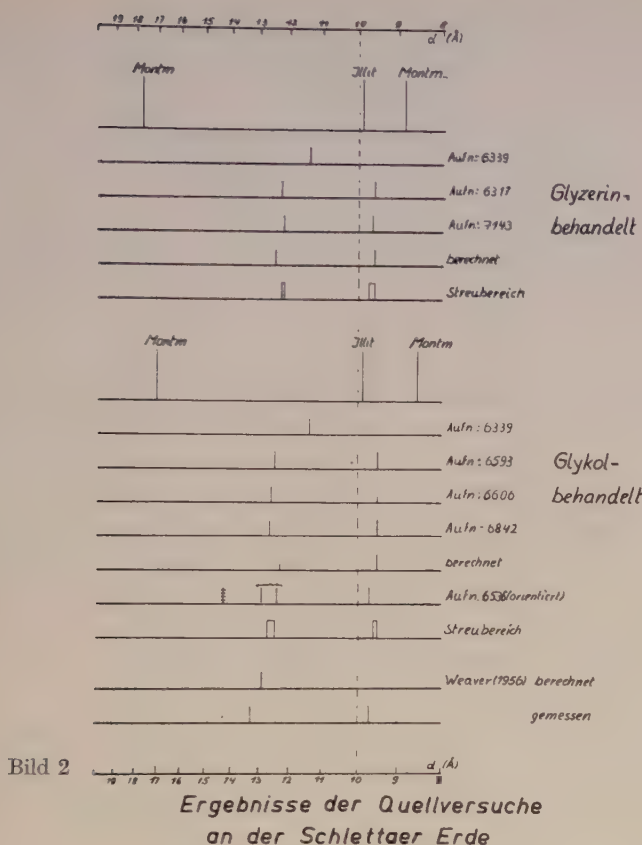 19 18 17 16 15 14 13 12 11 10 9 8
d (Å)
Montm Illit Montm.
Aufn: 6339
Aufn: 6317
Aufn: 7143
berechnet
Streubereich
Glyzerin-
behandelt
Montm Illit Montm
Aufn: 6339
Aufn: 6593
Aufn: 6606
Aufn: 6842
berechnet
Aufn. 6536 (orientiert)
Streubereich
Glykol-
behandelt
Weaver (1956) berechnet
gemessen
Bild 2
d (Å)
19 18 17 16 15 14 13 12 11 10 9 8
Ergebnisse der Quellversuche
an der Schlettaer Erde